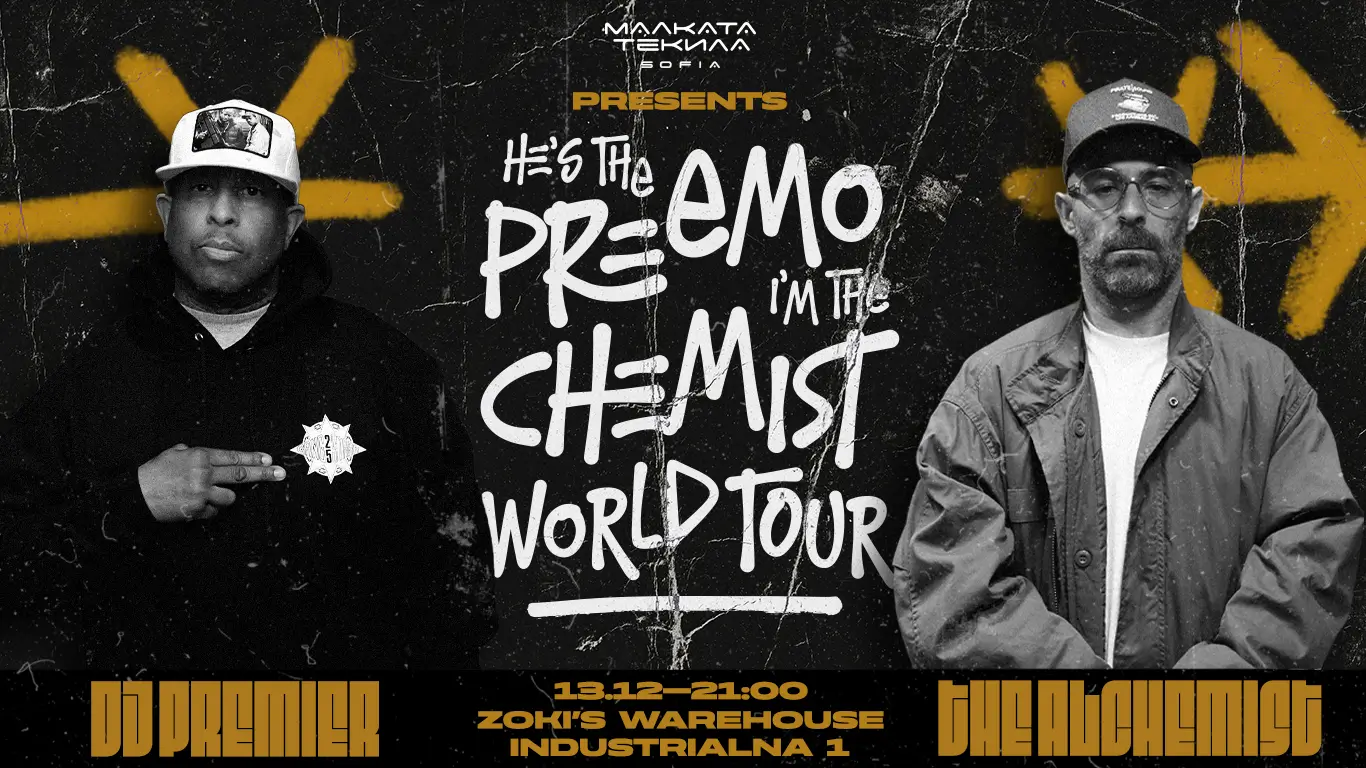 МАЛКАТА
ТЕКИЛА
SOFIA
PRESENTS
HE'S THE
PREEMO
I'M THE
CHEMIST
WORLD TOUR
25
DJ PREMIER
13.12—21:00
ZOKI'S WAREHOUSE
INDUSTRIALNA 1
THE ALCHEMIST